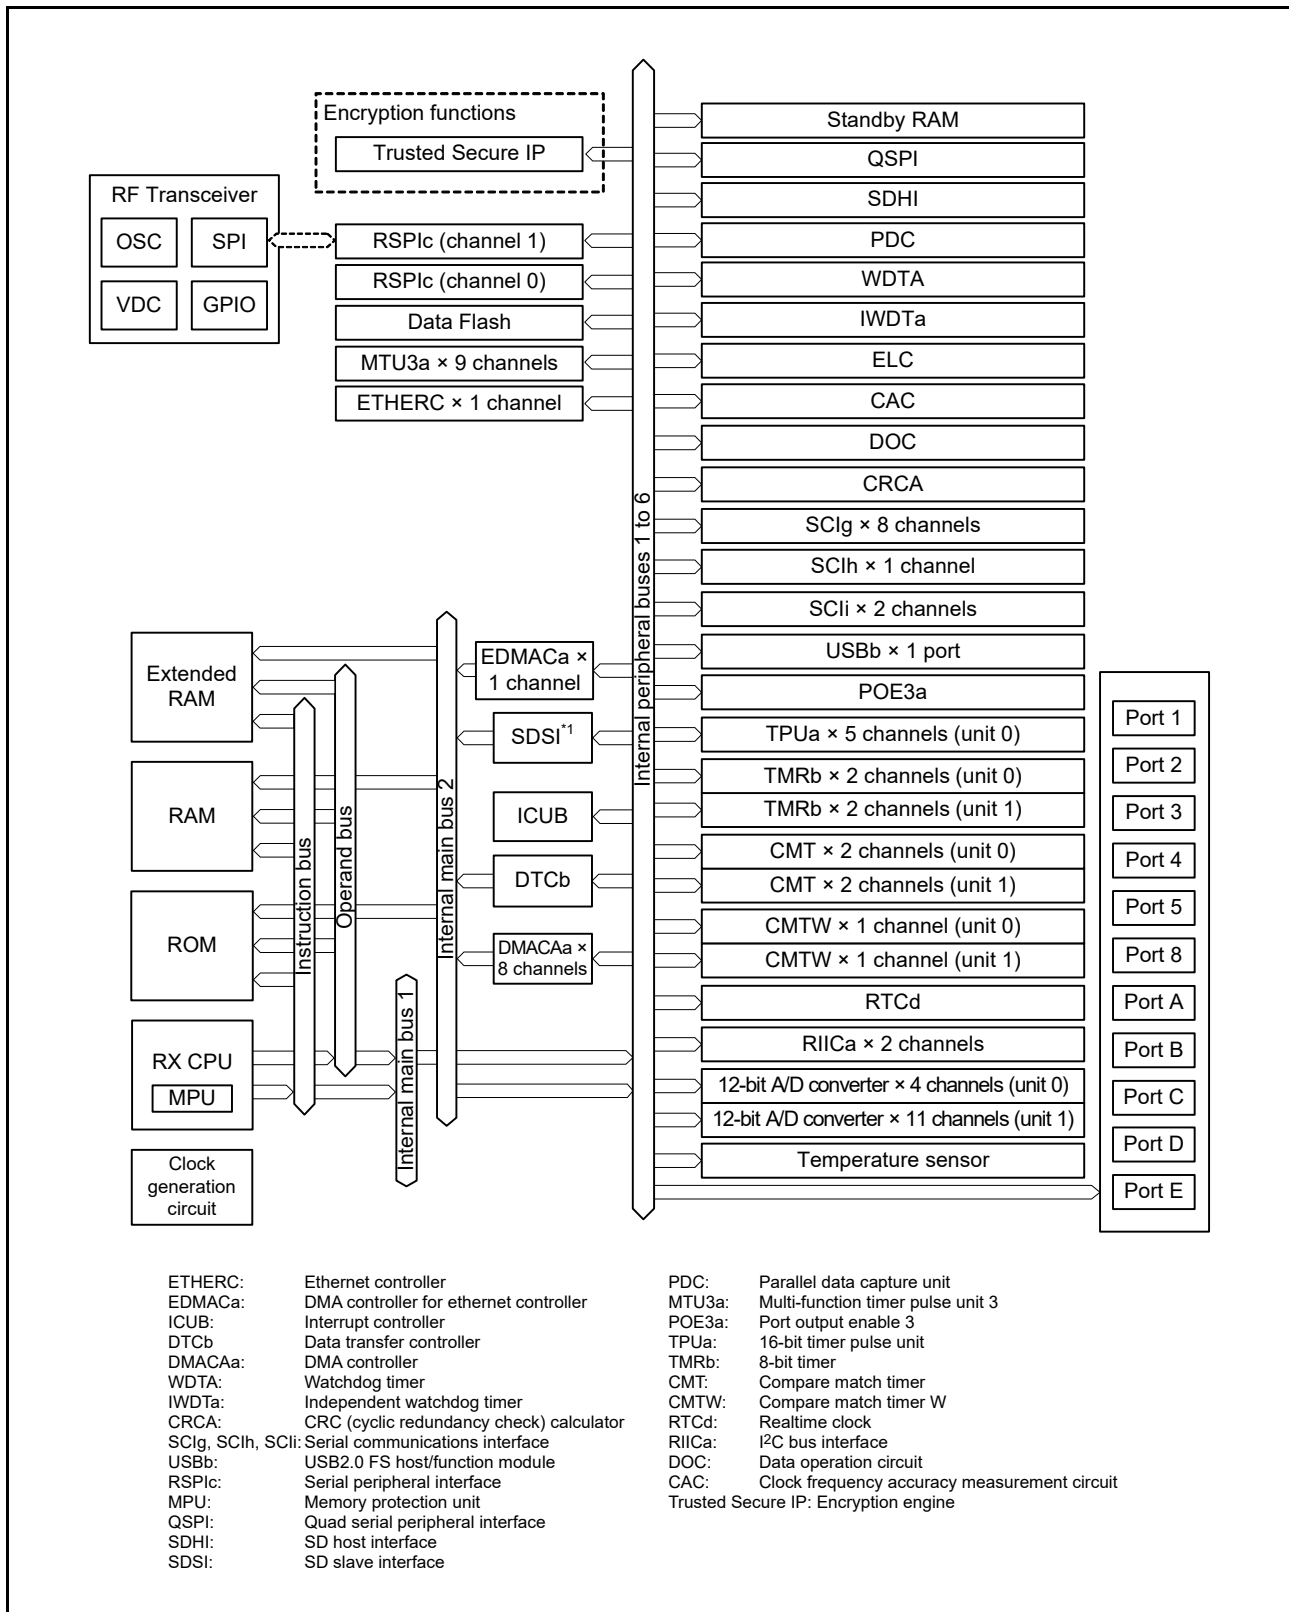 Encryption functions
Trusted Secure IP
RF Transceiver
OSC
SPI
VDC
GPIO
RSPIc (channel 1)
RSPIc (channel 0)
Data Flash
MTU3a × 9 channels
ETHERC × 1 channel
Standby RAM
QSPI
SDHI
PDC
WDTA
IWDTa
ELC
CAC
DOC
CRCA
SCIg × 8 channels
SCIh × 1 channel
SCIi × 2 channels
USBb × 1 port
POE3a
TPUa × 5 channels (unit 0)
TMRb × 2 channels (unit 0)
TMRb × 2 channels (unit 1)
CMT × 2 channels (unit 0)
CMT × 2 channels (unit 1)
CMTW × 1 channel (unit 0)
CMTW × 1 channel (unit 1)
RTCd
RIICa × 2 channels
12-bit A/D converter × 4 channels (unit 0)
12-bit A/D converter × 11 channels (unit 1)
Temperature sensor
Internal peripheral buses 1 to 6
Extended
RAM
RAM
ROM
RX CPU
MPU
Clock
generation
circuit
Instruction bus
Operand bus
Internal main bus 1
Internal main bus 2
EDMACa ×
1 channel
SDSI*1
ICUB
DTCb
DMACAa ×
8 channels
Port 1
Port 2
Port 3
Port 4
Port 5
Port 8
Port A
Port B
Port C
Port D
Port E
ETHERC: Ethernet controller
EDMACa: DMA controller for ethernet controller
ICUB: Interrupt controller
DTCb Data transfer controller
DMACAa: DMA controller
WDTA: Watchdog timer
IWDTa: Independent watchdog timer
CRCA: CRC (cyclic redundancy check) calculator
SCIg, SCIh, SCIi: Serial communications interface
USBb: USB2.0 FS host/function module
RSPIc: Serial peripheral interface
MPU: Memory protection unit
QSPI: Quad serial peripheral interface
SDHI: SD host interface
SDSI: SD slave interface
PDC: Parallel data capture unit
MTU3a: Multi-function timer pulse unit 3
POE3a: Port output enable 3
TPUa: 16-bit timer pulse unit
TMRb: 8-bit timer
CMT: Compare match timer
CMTW: Compare match timer W
RTCd: Realtime clock
RIICa: I2C bus interface
DOC: Data operation circuit
CAC: Clock frequency accuracy measurement circuit
Trusted Secure IP: Encryption engine